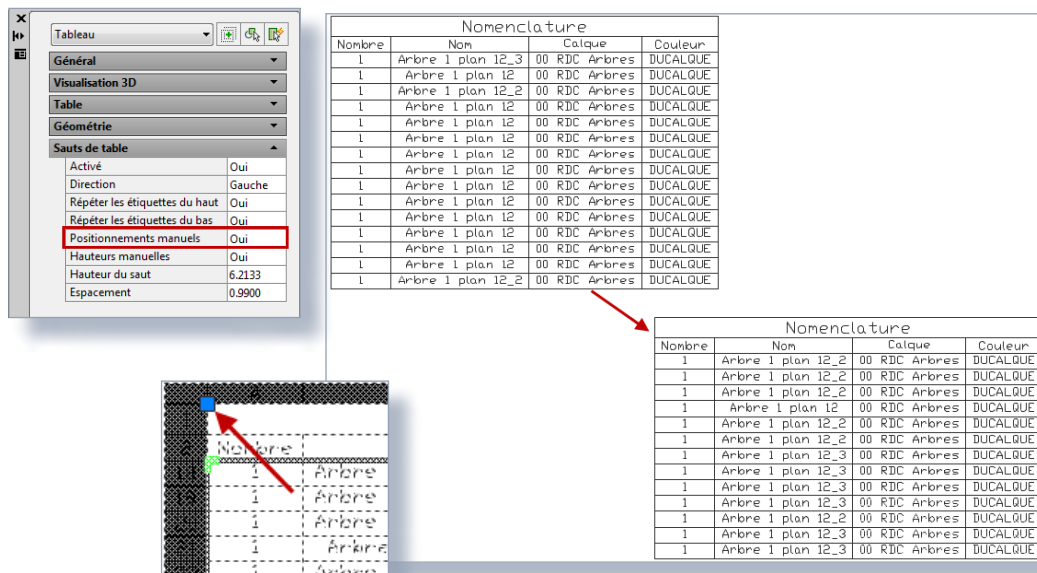 Tableau
Général
Visualisation 3D
Table
Géométrie
Sauts de table
Activé Oui
Direction Gauche
Répéter les étiquettes du haut Oui
Répéter les étiquettes du bas Oui
Positionnements manuels Oui
Hauteurs manuelles Oui
Hauteur du saut 6.2133
Espacement 0.9900
Nomenclature
Nombre Nom Calque Couleur
1 Arbre 1 plan 12_3 00 RDC Arbres DUCALQUE
1 Arbre 1 plan 12 00 RDC Arbres DUCALQUE
1 Arbre 1 plan 12_2 00 RDC Arbres DUCALQUE
1 Arbre 1 plan 12 00 RDC Arbres DUCALQUE
1 Arbre 1 plan 12 00 RDC Arbres DUCALQUE
1 Arbre 1 plan 12 00 RDC Arbres DUCALQUE
1 Arbre 1 plan 12 00 RDC Arbres DUCALQUE
1 Arbre 1 plan 12 00 RDC Arbres DUCALQUE
1 Arbre 1 plan 12 00 RDC Arbres DUCALQUE
1 Arbre 1 plan 12 00 RDC Arbres DUCALQUE
1 Arbre 1 plan 12 00 RDC Arbres DUCALQUE
1 Arbre 1 plan 12 00 RDC Arbres DUCALQUE
1 Arbre 1 plan 12 00 RDC Arbres DUCALQUE
1 Arbre 1 plan 12 00 RDC Arbres DUCALQUE
1 Arbre 1 plan 12_2 00 RDC Arbres DUCALQUE
Nomenclature
Nombre Nom Calque Couleur
1 Arbre 1 plan 12_2 00 RDC Arbres DUCALQUE
1 Arbre 1 plan 12_2 00 RDC Arbres DUCALQUE
1 Arbre 1 plan 12_2 00 RDC Arbres DUCALQUE
1 Arbre 1 plan 12 00 RDC Arbres DUCALQUE
1 Arbre 1 plan 12_2 00 RDC Arbres DUCALQUE
1 Arbre 1 plan 12_2 00 RDC Arbres DUCALQUE
1 Arbre 1 plan 12_3 00 RDC Arbres DUCALQUE
1 Arbre 1 plan 12_3 00 RDC Arbres DUCALQUE
1 Arbre 1 plan 12_3 00 RDC Arbres DUCALQUE
1 Arbre 1 plan 12_3 00 RDC Arbres DUCALQUE
1 Arbre 1 plan 12_2 00 RDC Arbres DUCALQUE
1 Arbre 1 plan 12_3 00 RDC Arbres DUCALQUE
1 Arbre 1 plan 12_3 00 RDC Arbres DUCALQUE
Nombre
1 Arbre
1 Arbre
1 Arbre
1 Arbre
1 Arbre